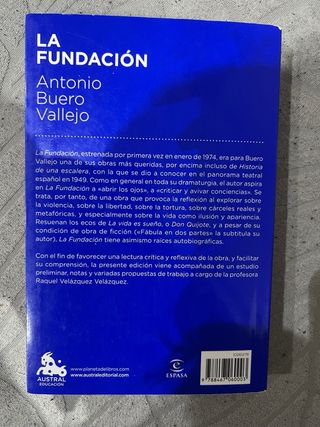 LA
FUNDACIÓN
Antonio
Buero
Vallejo
La Fundación, estrenada por primera vez en enero de 1974, era para Buero
Vallejo una de sus obras más queridas, por encima incluso de Historia
de una escalera, con la que se dio a conocer en el panorama teatral
español en 1949. Como en general en toda su dramaturgia, el autor aspira
en La Fundación a «abrir los ojos», a «criticar y avivar conciencias». Se
trata, por tanto, de una obra que provoca la reflexión al explorar sobre
la violencia, sobre la libertad, sobre la tortura, sobre cárceles reales y
metafóricas, y especialmente sobre la vida como ilusión y apariencia.
Resuenan los ecos de La vida es sueño, o Don Quijote, y a pesar de su
condición de obra de ficción («Fábula en dos partes» la subtitula su
autor), La Fundación tiene asimismo raíces autobiográficas.
Con el fin de favorecer una lectura crítica y reflexiva de la obra, y facilitar
su comprensión, la presente edición viene acompañada de un estudio
preliminar, notas y variadas propuestas de trabajo a cargo de la profesora
Raquel Velázquez Velázquez.
AUSTRAL
EDUCACIÓN
www.planetadelibros.com
www.australeditorial.com
ESPASA
9 788467 060003